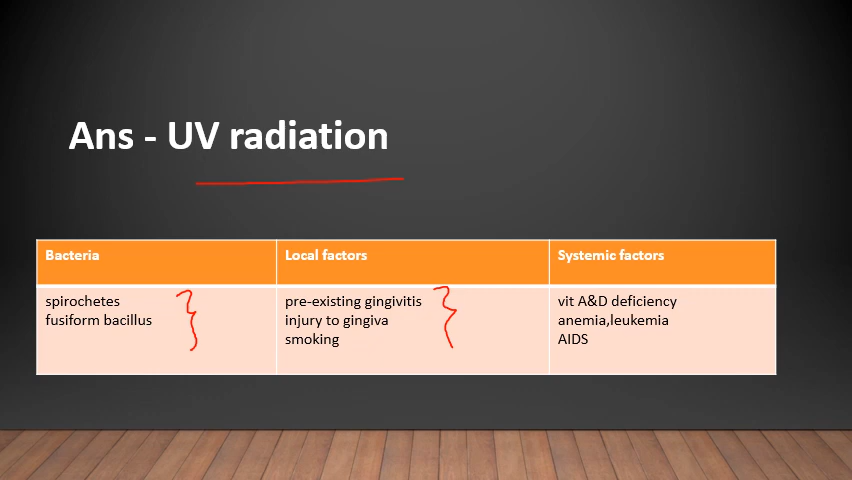 Ans - UV radiation
Bacteria
Local factors
Systemic factors
spirochetes
fusiform bacillus
pre-existing gingivitis
injury to gingiva
smoking
vit A&D deficiency
anemia,leukemia
AIDS